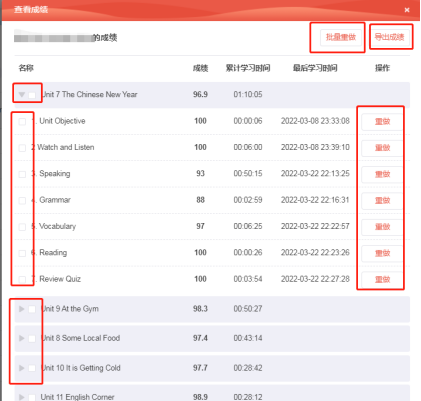 查看成绩 ×
的成绩 批量重做 导出成绩
名称 成绩 累计学习时间 最后学习时间 操作
Unit 7 The Chinese New Year 96.9 01:10:05
Unit Objective 100 00:00:06 2022-03-08 23:33:08 重做
2 Watch and Listen 100 00:06:00 2022-03-08 23:39:10 重做
3. Speaking 93 00:50:15 2022-03-22 22:13:25 重做
4. Grammar 88 00:02:59 2022-03-22 22:16:31 重做
5. Vocabulary 97 00:06:25 2022-03-22 22:22:57 重做
6. Reading 100 00:00:26 2022-03-22 22:23:26 重做
7. Review Quiz 100 00:03:54 2022-03-22 22:27:28 重做
Unit 9 At the Gym 98.3 00:50:27
Unit 8 Some Local Food 97.4 00:43:14
Unit 10 It is Getting Cold 97.7 00:28:42
Unit 11 English Corner 98.9 00:28:12